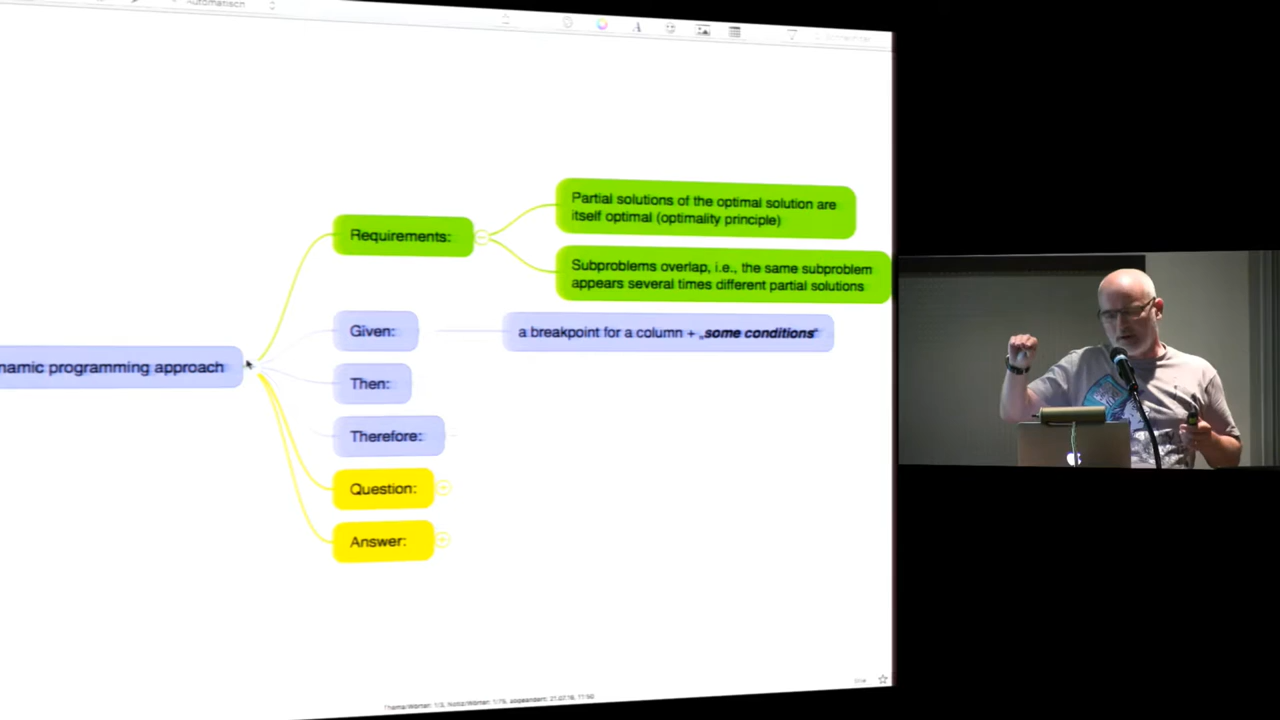 Automatisch
Partial solutions of the optimal solution are
itself optimal (optimality principle)
Requirements:
Subproblems overlap, i.e., the same subproblem
appears several times different partial solutions
Given:
a breakpoint for a column + „some conditions“
namic programming approach
Then:
Therefore:
Question:
Answer: